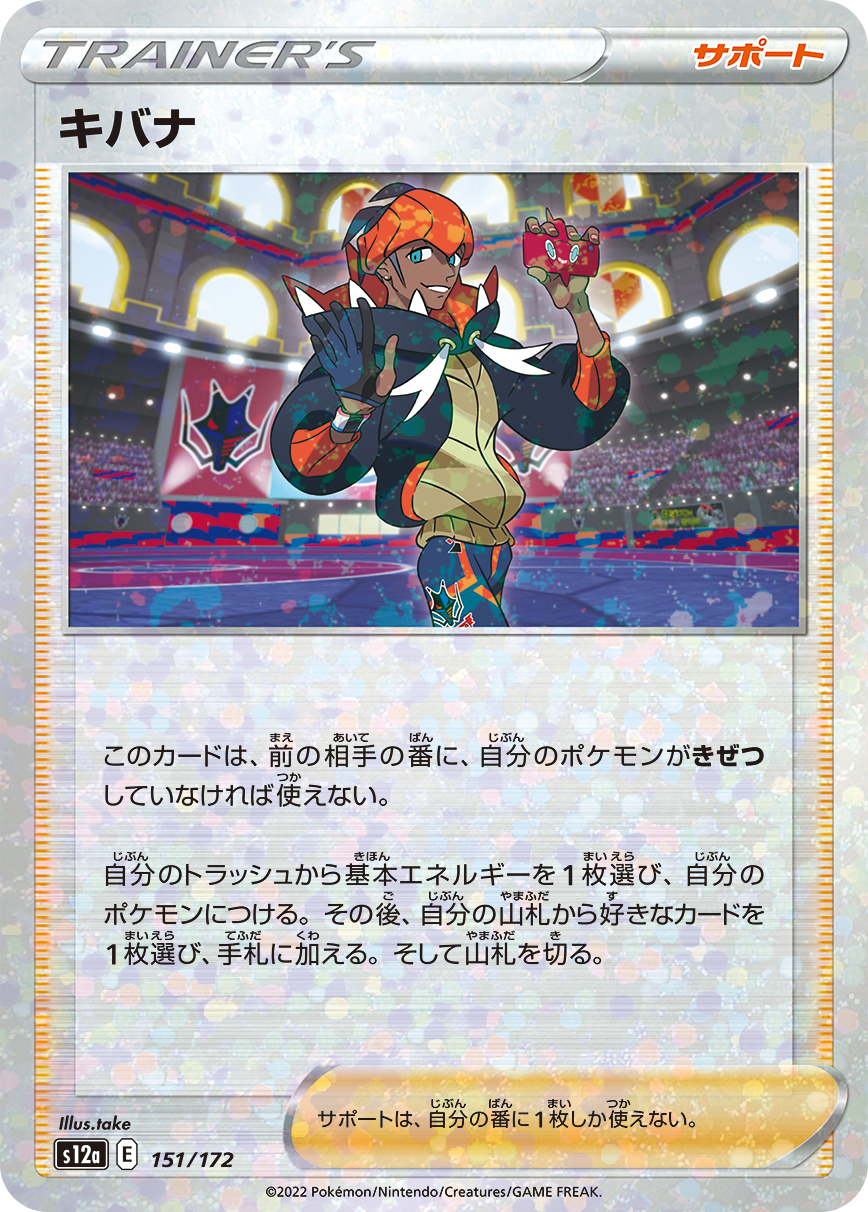 TRAINER'S
サポート
キバナ
このカードは、前の相手の番に、自分のポケモンがきぜつ
していなければ使えない。
自分のトラッシュから基本エネルギーを1枚選び、自分の
ポケモンにつける。その後、自分の山札から好きなカードを
1枚選び、手札に加える。そして山札を切る。
サポートは、自分の番に1枚しか使えない。
Illus.take
s12a E 151/172
©2022 Pokémon/Nintendo/Creatures/GAME FREAK.